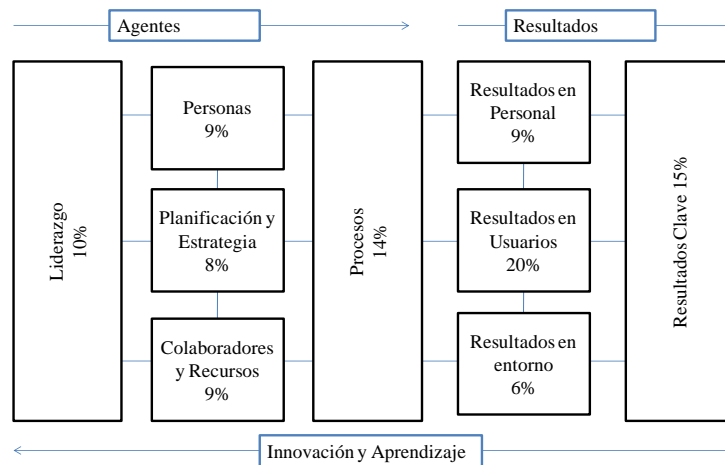 Agentes
Resultados
Liderazgo
10%
Personas
9%
Planificación y
Estrategia
8%
Colaboradores
y Recursos
9%
Procesos
14%
Resultados en
Personal
9%
Resultados en
Usuarios
20%
Resultados en
entorno
6%
Resultados Clave 15%
Innovación y Aprendizaje